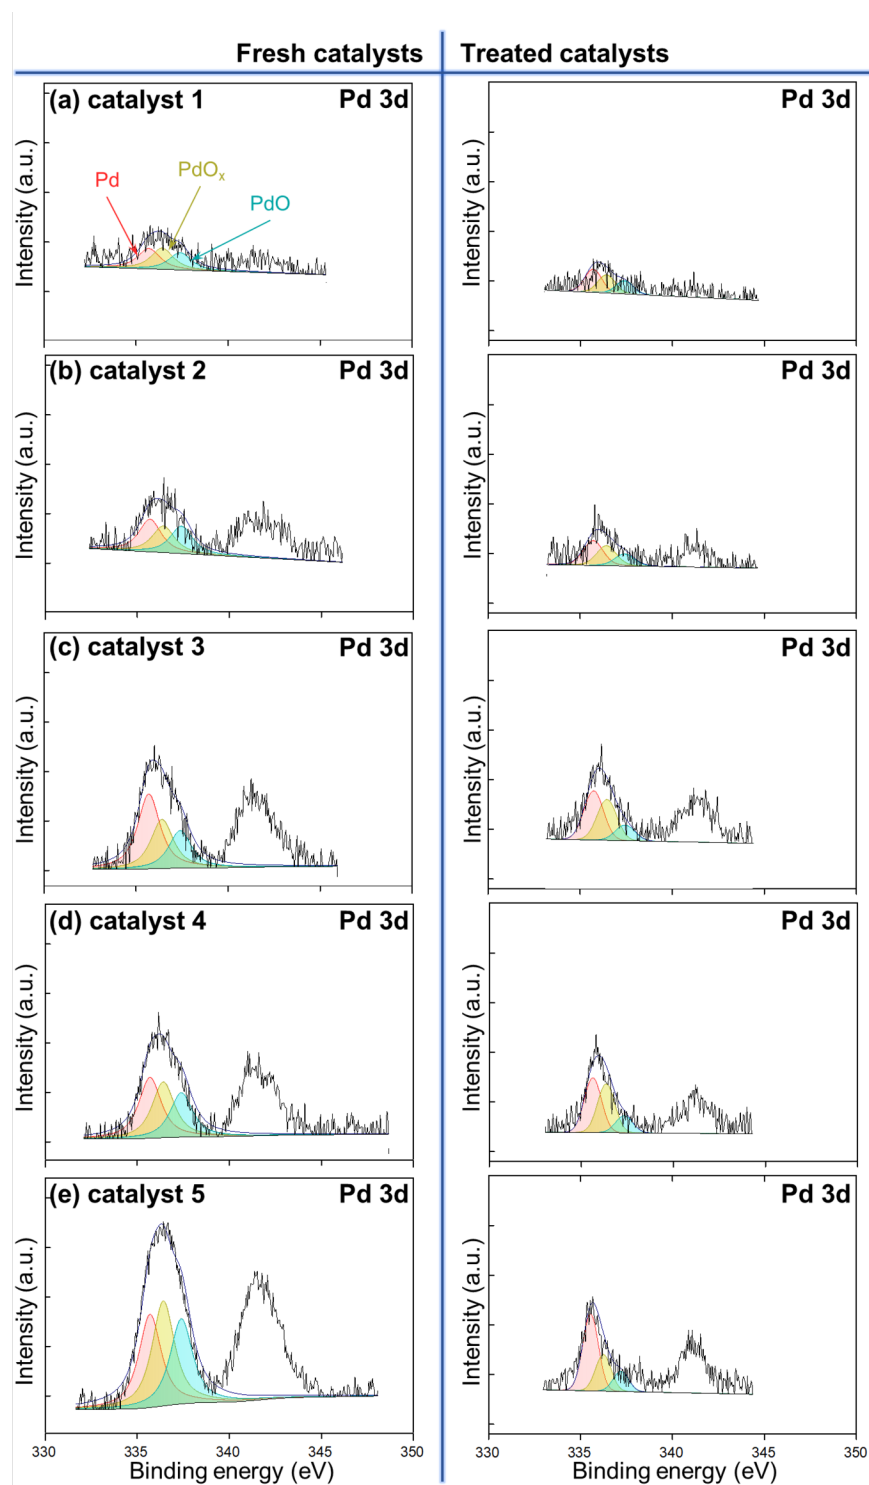 Fresh catalysts Treated catalysts
(a) catalyst 1 Pd 3d Pd 3d
Intensity (a.u.) Intensity (a.u.)
Pd PdOx PdO
(b) catalyst 2 Pd 3d Pd 3d
Intensity (a.u.) Intensity (a.u.)
(c) catalyst 3 Pd 3d Pd 3d
Intensity (a.u.) Intensity (a.u.)
(d) catalyst 4 Pd 3d Pd 3d
Intensity (a.u.) Intensity (a.u.)
(e) catalyst 5 Pd 3d Pd 3d
Intensity (a.u.) Intensity (a.u.)
330 335 340 345 350 330 335 340 345 350
Binding energy (eV) Binding energy (eV)